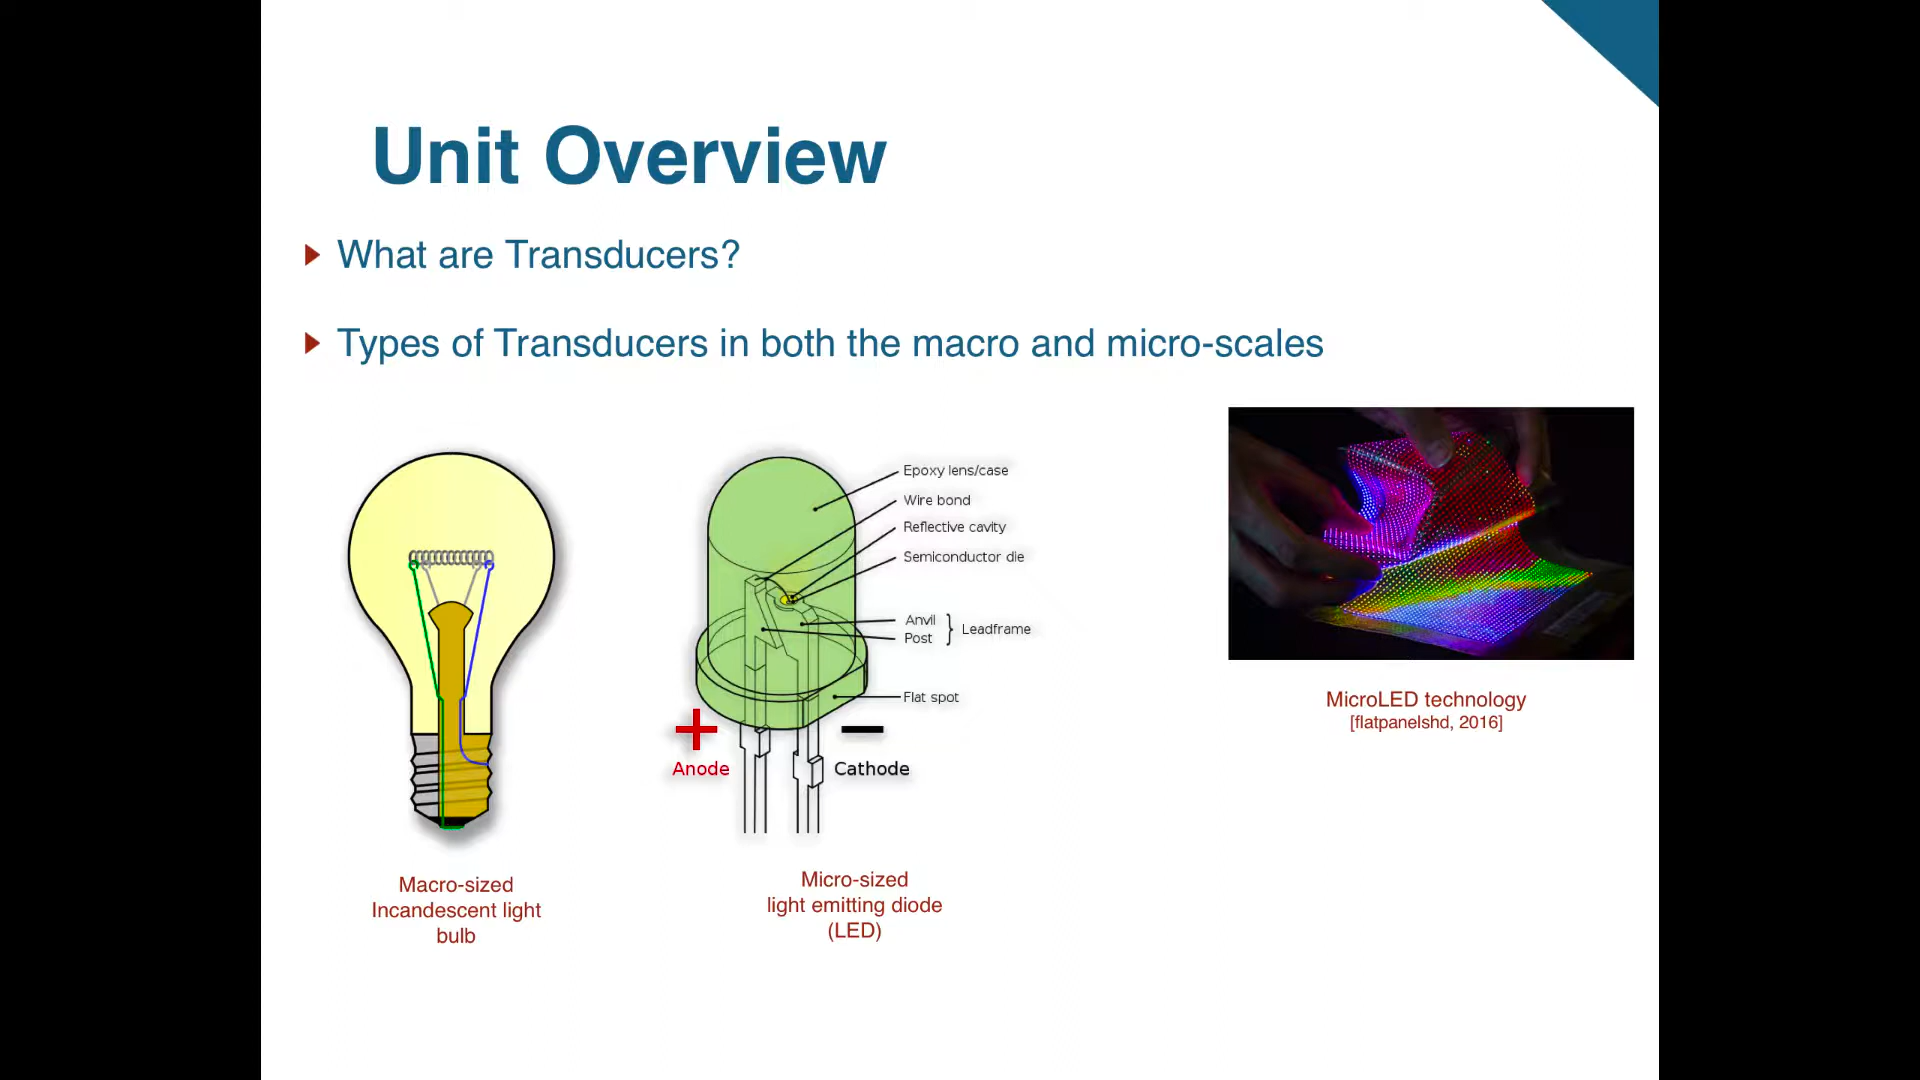 Unit Overview
What are Transducers?
Types of Transducers in both the macro and micro-scales
Epoxy lens/case
Wire bond
Reflective cavity
Semiconductor die
Anvil
Post
Leadframe
Flat spot
+
−
Anode
Cathode
Macro-sized
Incandescent light
bulb
Micro-sized
light emitting diode
(LED)
MicroLED technology
[flatpanelshd, 2016]